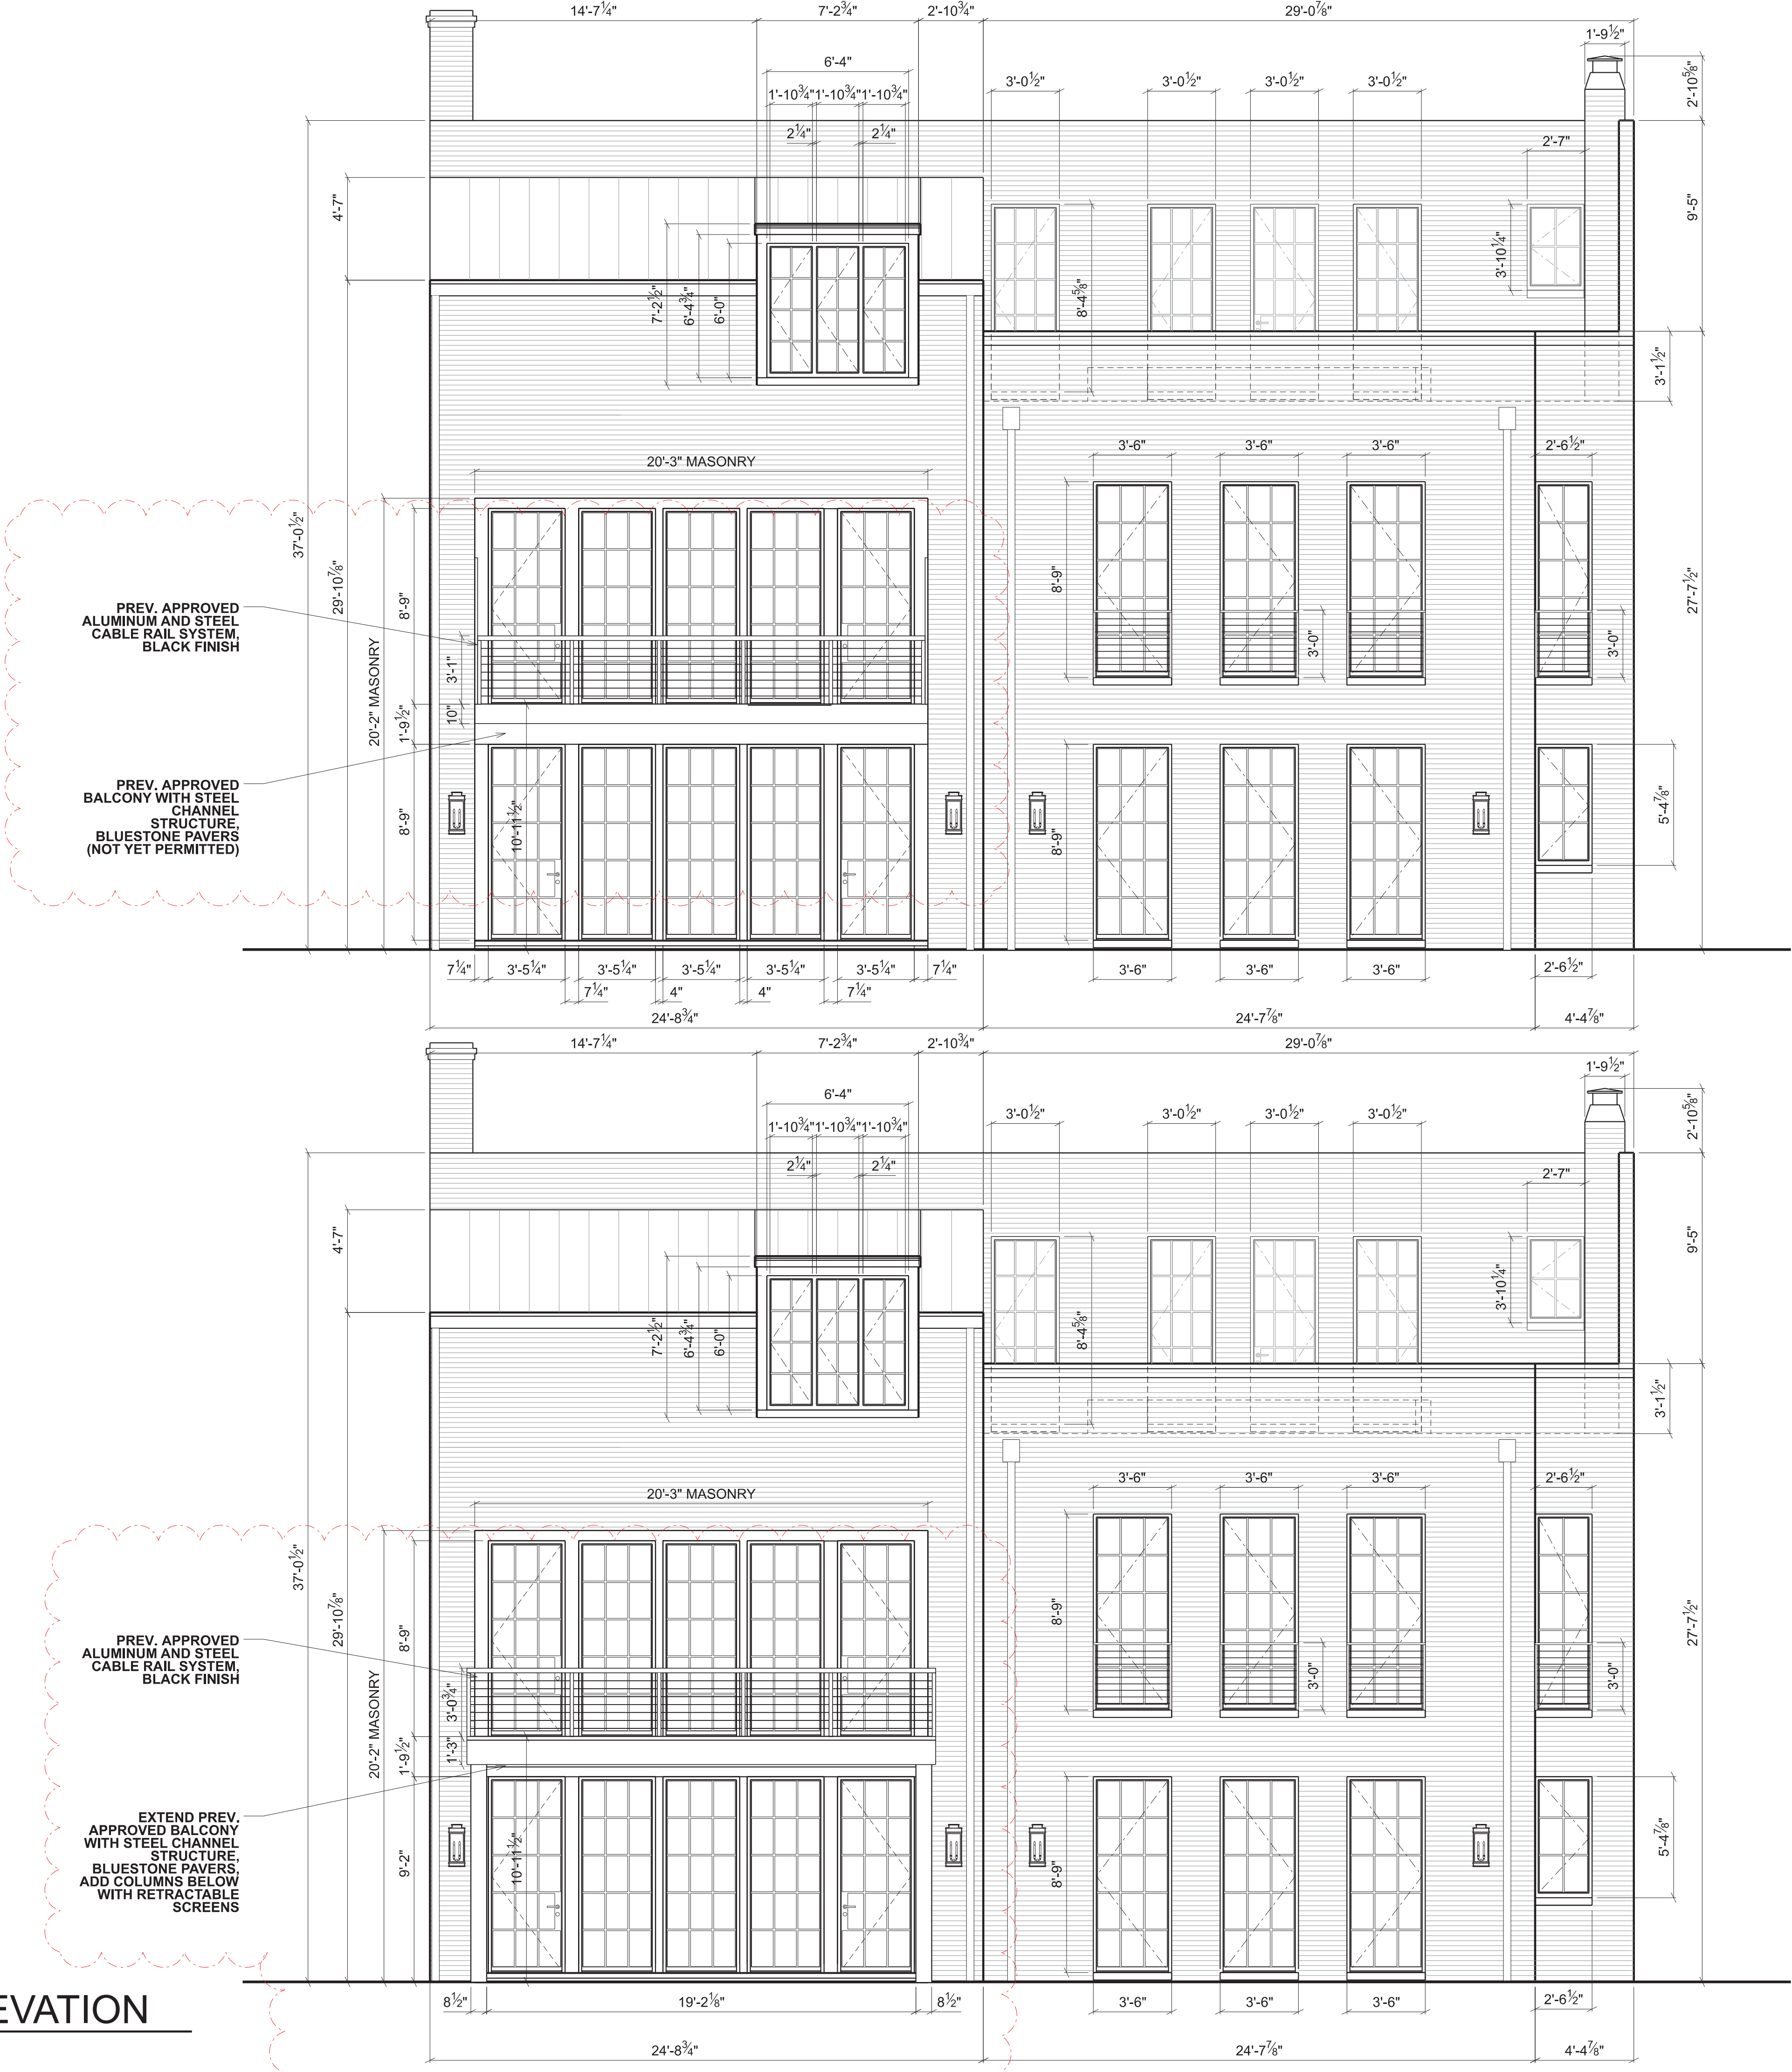 14'-7¼" 7'-2¾" 2'-10¾" 29'-0⅞"
1'-9½"
6'-4"
3'-0½" 3'-0½" 3'-0½" 3'-0½"
2'-10⅝"
1'-10¾" 1'-10¾" 1'-10¾"
2¼" 2¼"
2'-7"
4'-7"
9'-5"
3'-10¼"
7'-2½"
6'-4¾"
6'-0"
8'-4⅝"
3'-1½"
3'-6" 3'-6" 3'-6" 2'-6½"
20'-3" MASONRY
37'-0½"
29'-10⅞"
20'-2" MASONRY
8'-9"
8'-9"
27'-7½"
PREV. APPROVED
ALUMINUM AND STEEL
CABLE RAIL SYSTEM,
BLACK FINISH
3'-1"
3'-0"
3'-0"
10"
1'-9½"
PREV. APPROVED
BALCONY WITH STEEL
CHANNEL
STRUCTURE,
BLUESTONE PAVERS
(NOT YET PERMITTED)
8'-9"
10'-11½"
8'-9"
5'-4⅞"
7¼" 3'-5¼" 3'-5¼" 3'-5¼" 3'-5¼" 3'-5¼" 7¼" 3'-6" 3'-6" 3'-6" 2'-6½"
7¼" 4" 4" 7¼"
24'-8¾" 24'-7⅞" 4'-4⅞"
14'-7¼" 7'-2¾" 2'-10¾" 29'-0⅞"
1'-9½"
6'-4"
3'-0½" 3'-0½" 3'-0½" 3'-0½"
2'-10⅝"
1'-10¾" 1'-10¾" 1'-10¾"
2¼" 2¼"
2'-7"
4'-7"
9'-5"
3'-10¼"
7'-2½"
6'-4¾"
6'-0"
8'-4⅝"
3'-1½"
3'-6" 3'-6" 3'-6" 2'-6½"
20'-3" MASONRY
37'-0½"
29'-10⅞"
20'-2" MASONRY
8'-9"
8'-9"
27'-7½"
PREV. APPROVED
ALUMINUM AND STEEL
CABLE RAIL SYSTEM,
BLACK FINISH
3'-0¾"
3'-0"
3'-0"
1'-3"
1'-9½"
EXTEND PREV.
APPROVED BALCONY
WITH STEEL CHANNEL
STRUCTURE,
BLUESTONE PAVERS,
ADD COLUMNS BELOW
WITH RETRACTABLE
SCREENS
9'-2"
10'-11½"
8'-9"
5'-4⅞"
8½" 19'-2⅛" 8½" 3'-6" 3'-6" 3'-6" 2'-6½"
EVATION
24'-8¾" 24'-7⅞" 4'-4⅞"